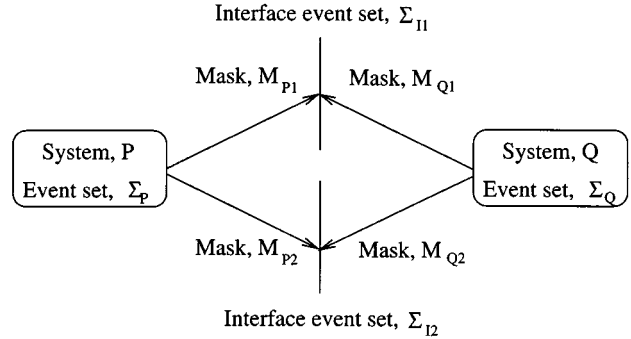 Interface event set, Σ_I1
Mask, M_P1
Mask, M_Q1
System, P
Event set, Σ_P
System, Q
Event set, Σ_Q
Mask, M_P2
Mask, M_Q2
Interface event set, Σ_I2